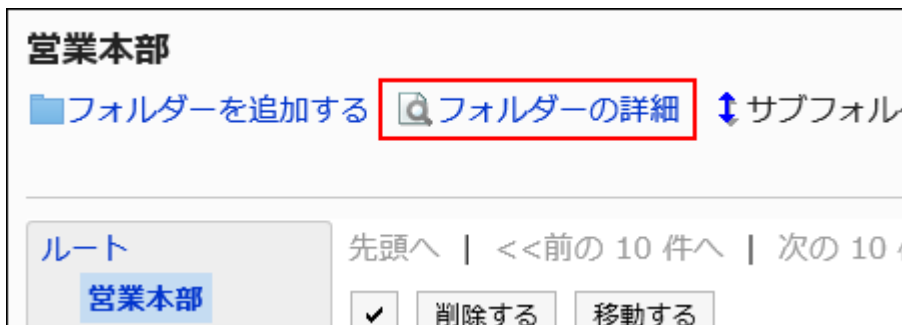 営業本部
フォルダーを追加する フォルダーの詳細 サブフォル
ルート
営業本部
先頭へ | <<前の 10 件へ | 次の 10
削除する 移動する